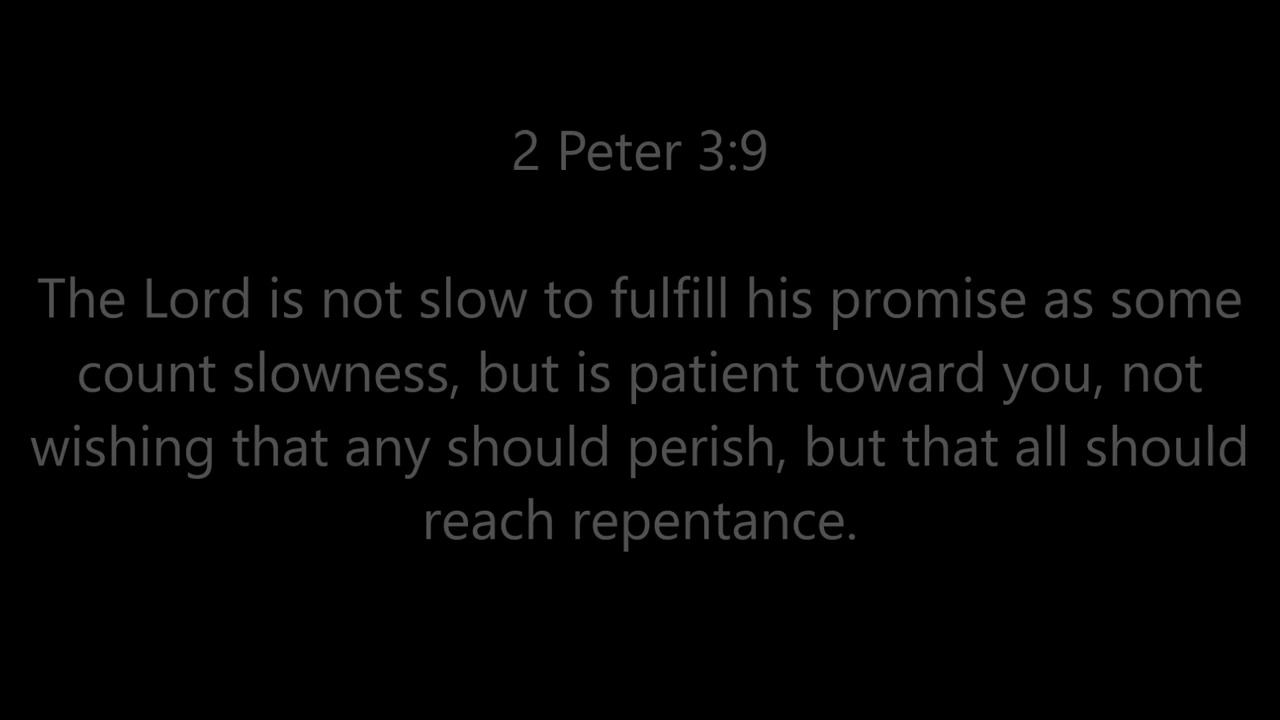 2 Peter 3:9
The Lord is not slow to fulfill his promise as some
count slowness, but is patient toward you, not
wishing that any should perish, but that all should
reach repentance.